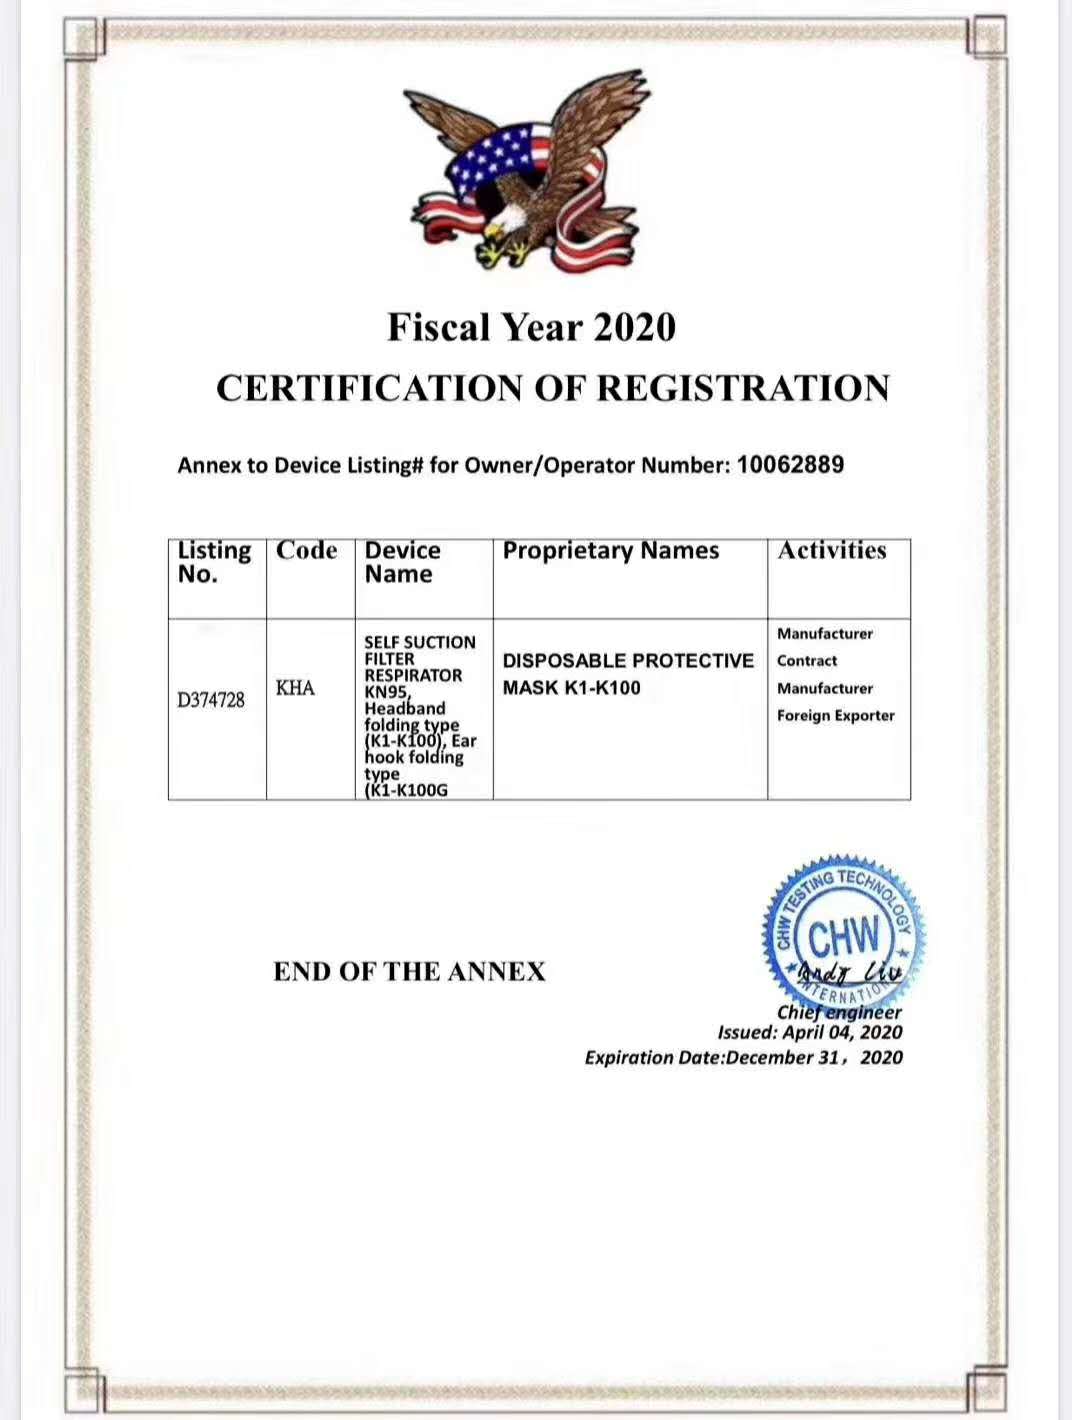 Fiscal Year 2020
CERTIFICATION OF REGISTRATION
Annex to Device Listing# for Owner/Operator Number: 10062889
Listing No.
Code
Device Name
Proprietary Names
Activities
D374728
KHA
SELF SUCTION
FILTER
RESPIRATOR
KN95,
Headband
folding type
(K1-K100), Ear
hook folding
type
(K1-K100G
DISPOSABLE PROTECTIVE
MASK K1-K100
Manufacturer
Contract
Manufacturer
Foreign Exporter
END OF THE ANNEX
CHW TESTING TECHNOLOGY
CHW
Andy Liu
Chief engineer
Issued: April 04, 2020
Expiration Date:December 31，2020